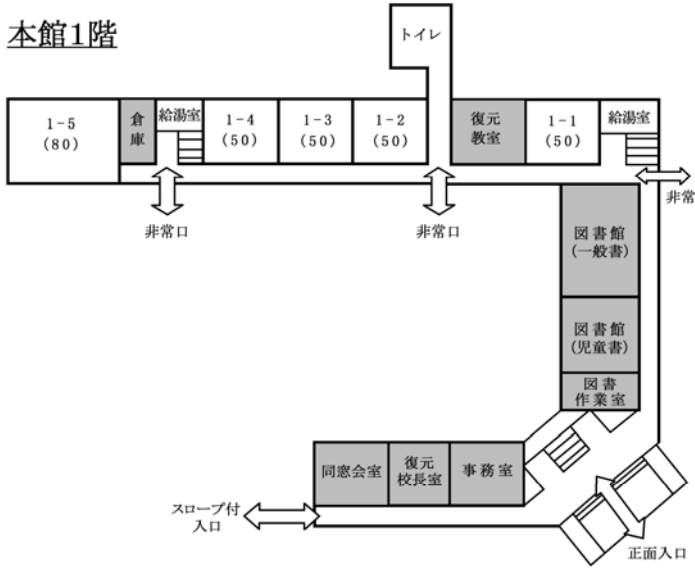 本館1階
トイレ
1-5
(80)
倉
庫
給湯室
1-4
(50)
1-3
(50)
1-2
(50)
復元
教室
1-1
(50)
給湯室
非常口
非常口
非常
図書館
(一般書)
図書館
(児童書)
図書
作業室
同窓会室
復元
校長室
事務室
スロープ付
入口
正面入口